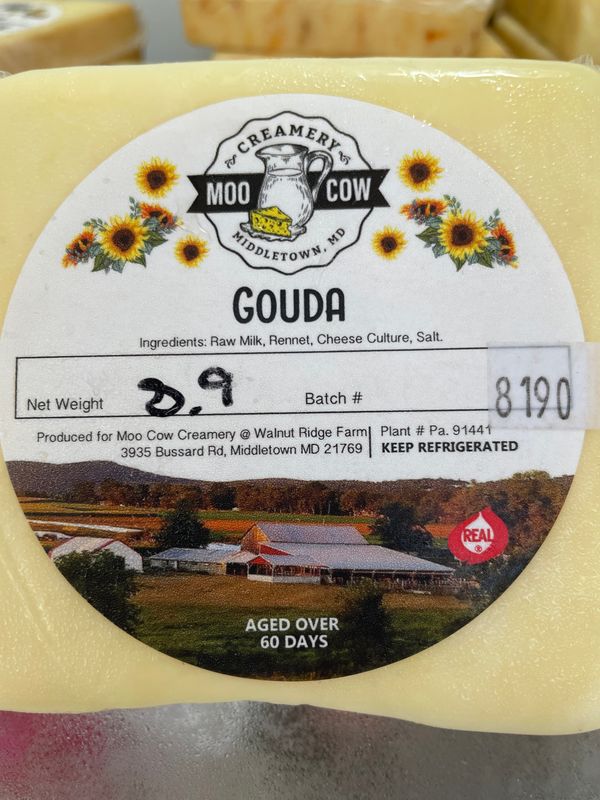 CREAMERY
MOO COW
MIDDLETOWN, MD
GOUDA
Ingredients: Raw Milk, Rennet, Cheese Culture, Salt.
Net Weight Batch # 8190
Produced for Moo Cow Creamery @ Walnut Ridge Farm Plant # Pa. 91441
3935 Bussard Rd, Middletown MD 21769 KEEP REFRIGERATED
REAL
®
AGED OVER
60 DAYS